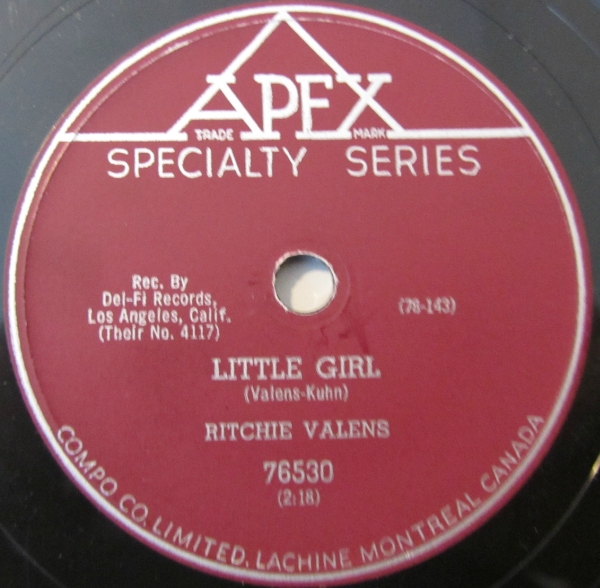 APEX
TRADE MARK
SPECIALTY SERIES
Rec. By
Del-Fi Records,
Los Angeles, Calif.
(Their No. 4117)
(78-143)
LITTLE GIRL
(Valens-Kuhn)
RITCHIE VALENS
76530
(2:18)
COMPO CO. LIMITED. LACHINE MONTREAL CANADA